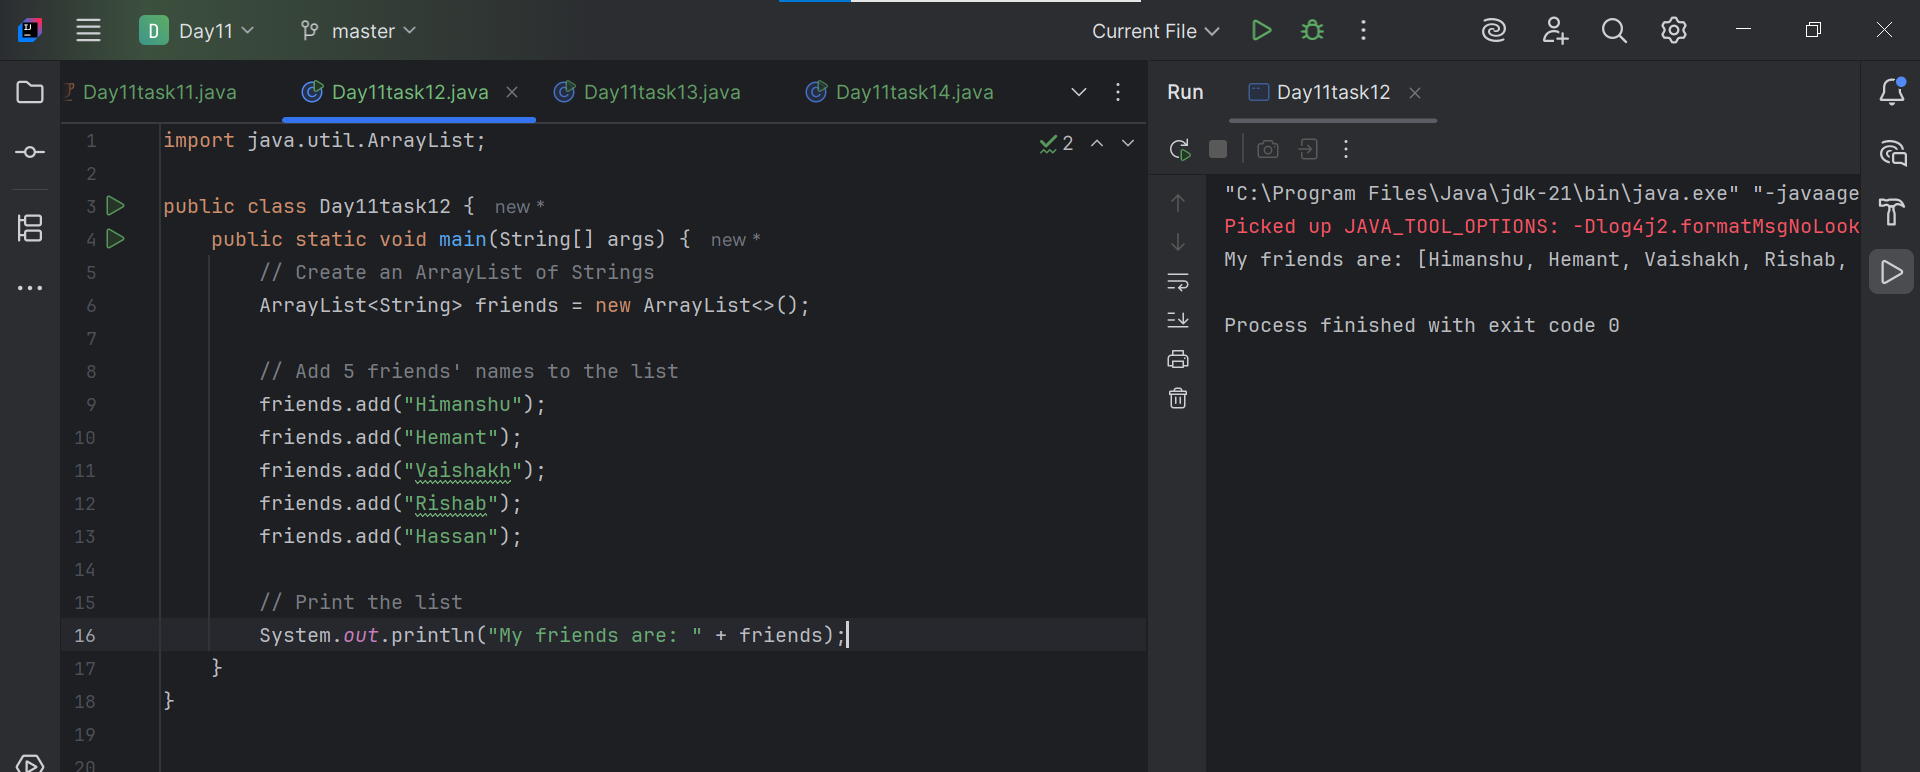 D Day11 master Current File
Day11task11.java Day11task12.java Day11task13.java Day11task14.java
2
1 import java.util.ArrayList;
2
3 public class Day11task12 { new *
4 public static void main(String[] args) { new *
5 // Create an ArrayList of Strings
6 ArrayList<String> friends = new ArrayList<>();
7
8 // Add 5 friends' names to the list
9 friends.add("Himanshu");
10 friends.add("Hemant");
11 friends.add("Vaishakh");
12 friends.add("Rishab");
13 friends.add("Hassan");
14
15 // Print the list
16 System.out.println("My friends are: " + friends);
17 }
18 }
19
20
Run Day11task12
"C:\Program Files\Java\jdk-21\bin\java.exe" "-javaage
Picked up JAVA_TOOL_OPTIONS: -Dlog4j2.formatMsgNoLook
My friends are: [Himanshu, Hemant, Vaishakh, Rishab,
Process finished with exit code 0